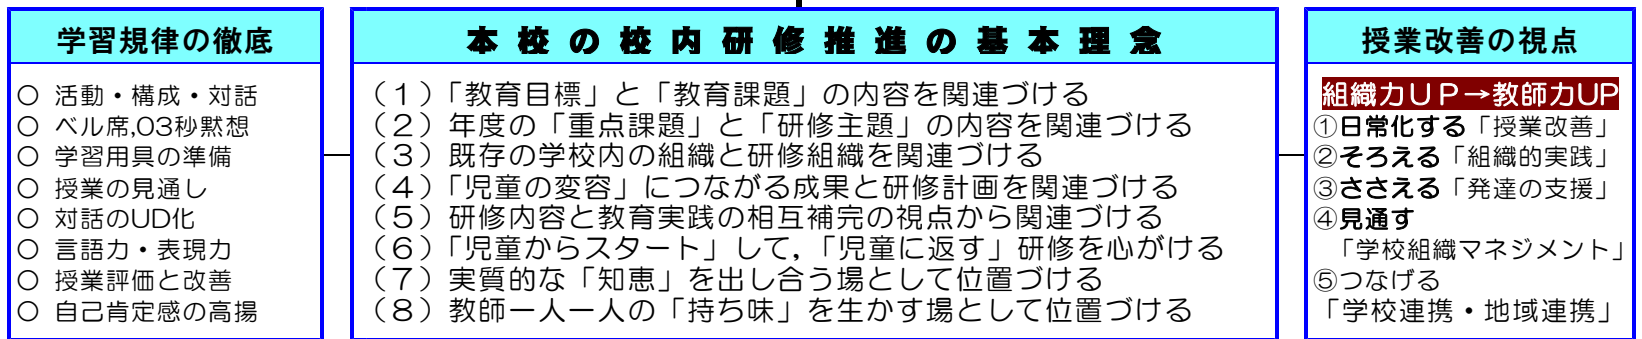 学習規律の徹底
○ 活動・構成・対話
○ ベル席,03秒黙想
○ 学習用具の準備
○ 授業の見通し
○ 対話のUD化
○ 言語力・表現力
○ 授業評価と改善
○ 自己肯定感の高揚
本校の校内研修推進の基本理念
（１）「教育目標」と「教育課題」の内容を関連づける
（２）年度の「重点課題」と「研修主題」の内容を関連づける
（３）既存の学校内の組織と研修組織を関連づける
（４）「児童の変容」につながる成果と研修計画を関連づける
（５）研修内容と教育実践の相互補完の視点から関連づける
（６）「児童からスタート」して，「児童に返す」研修を心がける
（７）実質的な「知恵」を出し合う場として位置づける
（８）教師一人一人の「持ち味」を生かす場として位置づける
授業改善の視点
組織力ＵＰ→教師力UP
①日常化する「授業改善」
②そろえる「組織的実践」
③ささえる「発達の支援」
④見通す
「学校組織マネジメント」
⑤つなげる
「学校連携・地域連携」